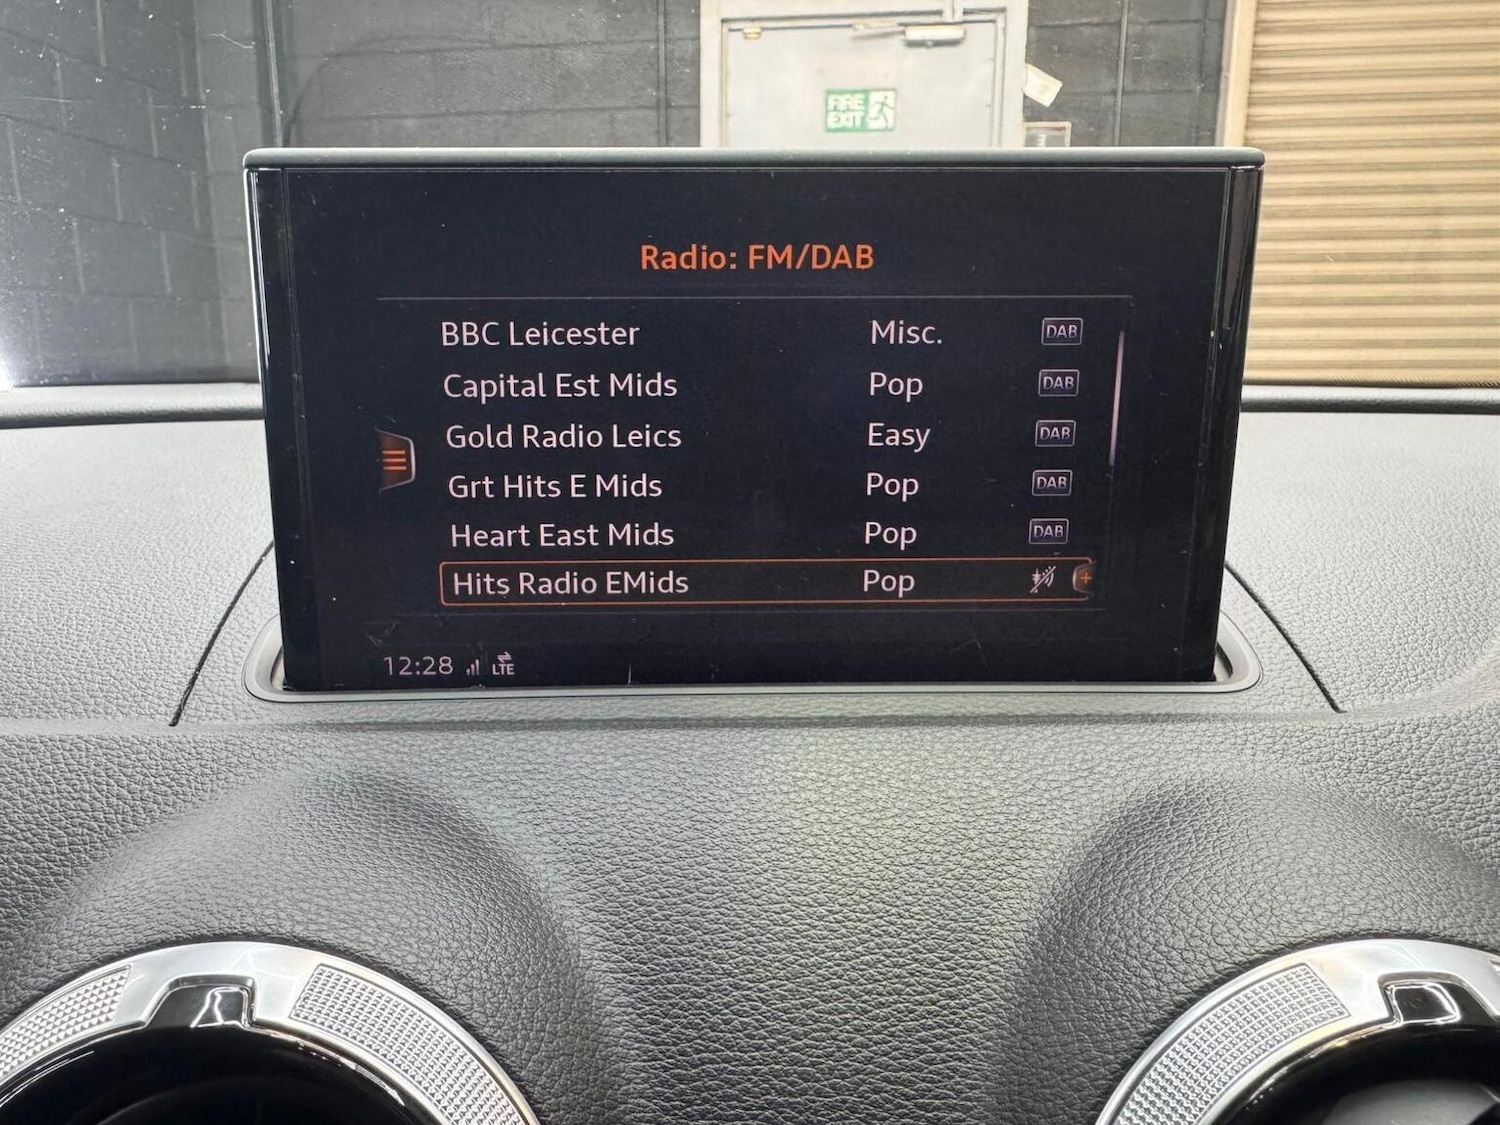 FIRE
EXIT
Radio: FM/DAB
BBC Leicester Misc. DAB
Capital Est Mids Pop DAB
Gold Radio Leics Easy DAB
Grt Hits E Mids Pop DAB
Heart East Mids Pop DAB
Hits Radio EMids Pop
12:28 LTE